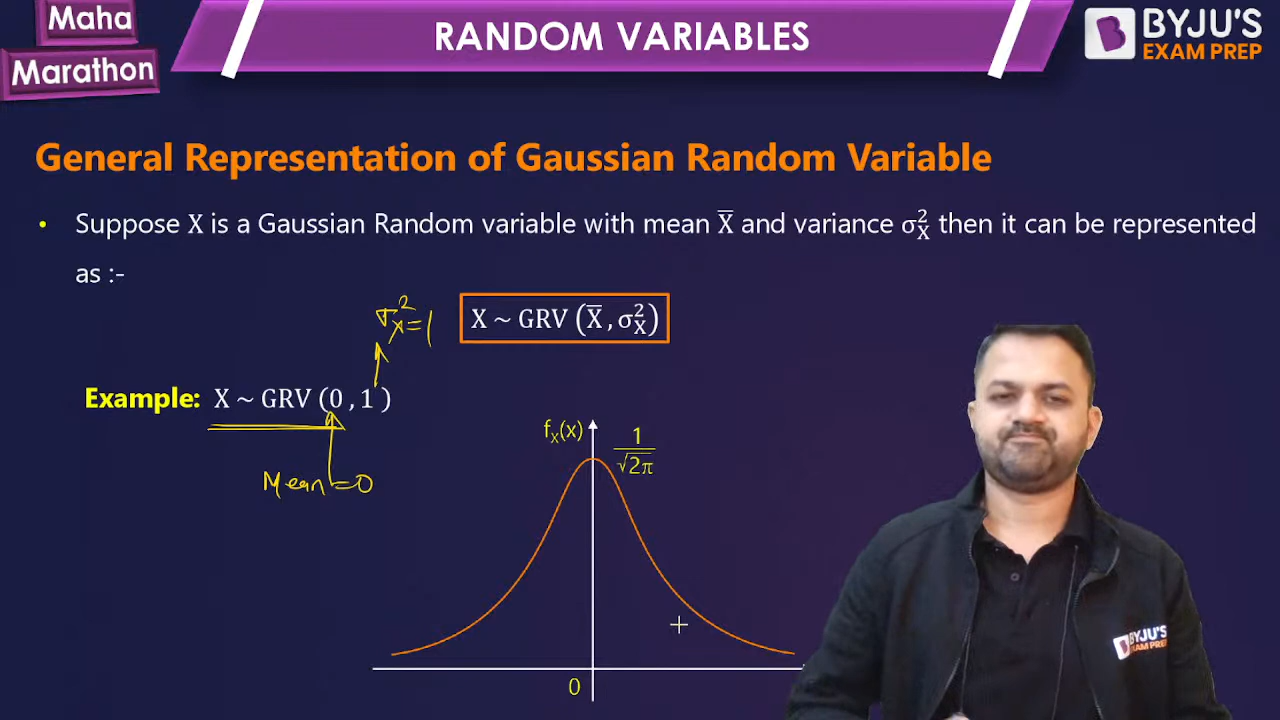 Maha
Marathon
RANDOM VARIABLES
BYJU'S
EXAM PREP
General Representation of Gaussian Random Variable
• Suppose X is a Gaussian Random variable with mean X̅ and variance σ²_X then it can be represented
as :-
σ²_x=1
X ~ GRV (X̅ , σ²_X)
Example: X ~ GRV (0 , 1 )
f_X(x)
1/√2π
Mean=0
0
BYJU'S
EXAM PREP